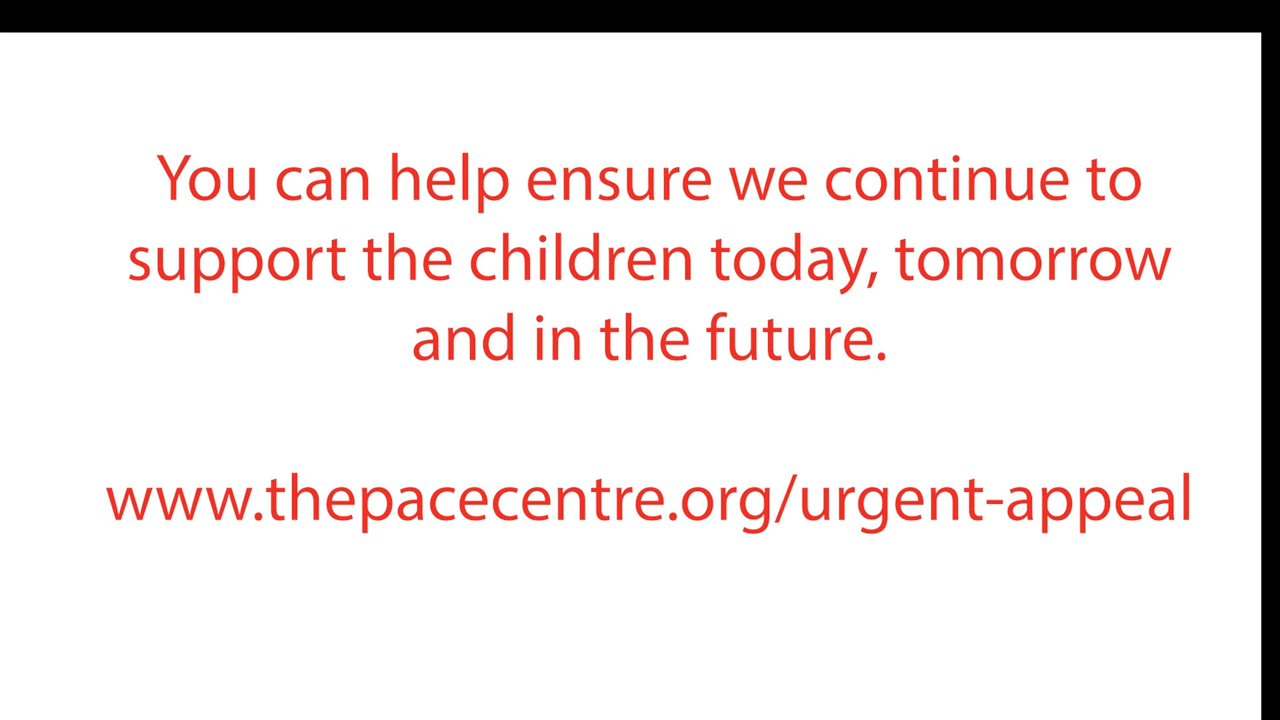 You can help ensure we continue to
support the children today, tomorrow
and in the future.
www.thepacecentre.org/urgent-appeal